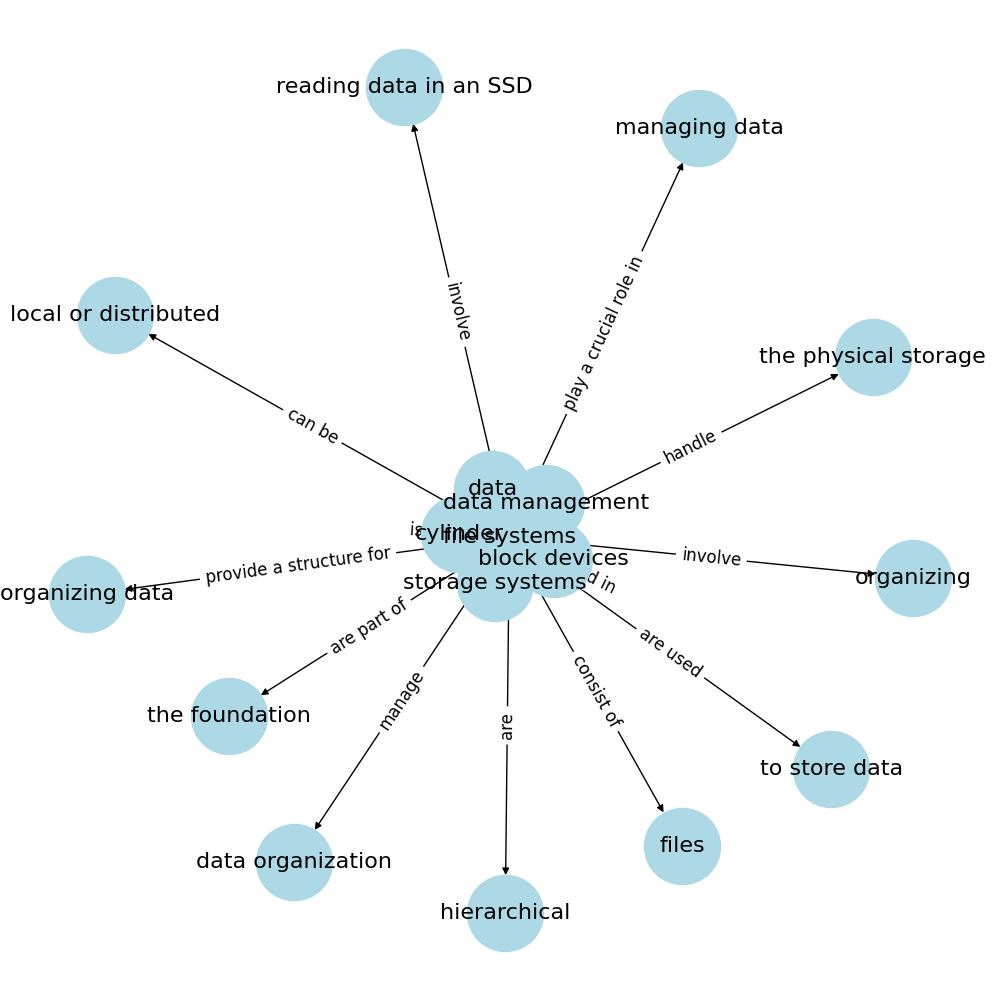 reading data in an SSD
managing data
involve
local or distributed
play a crucial role in
the physical storage
can be
handle
data
data management
is
cylinder
file systems
block devices
involve
provide a structure for
organizing
organizing data
storage systems
d in
are part of
are used
manage
consist of
the foundation
are
to store data
files
data organization
hierarchical